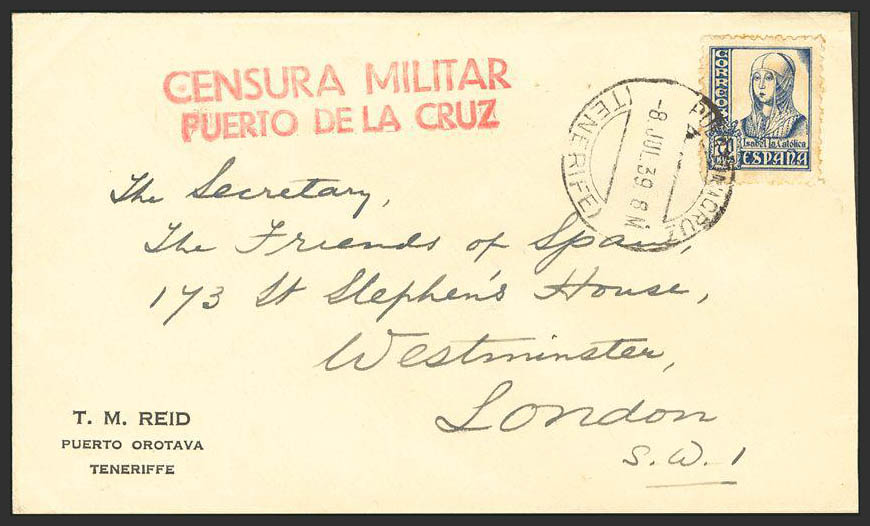 CENSURA MILITAR
PUERTO DE LA CRUZ
CORREOS
Isabel la Católica
ESPAÑA
(TENERIFE)
-8 JUL 39 8M
The Secretary,
The Friends of Spain,
173 St Stephen's House,
Westminster,
London
S.W.1
T. M. REID
PUERTO OROTAVA
TENERIFFE